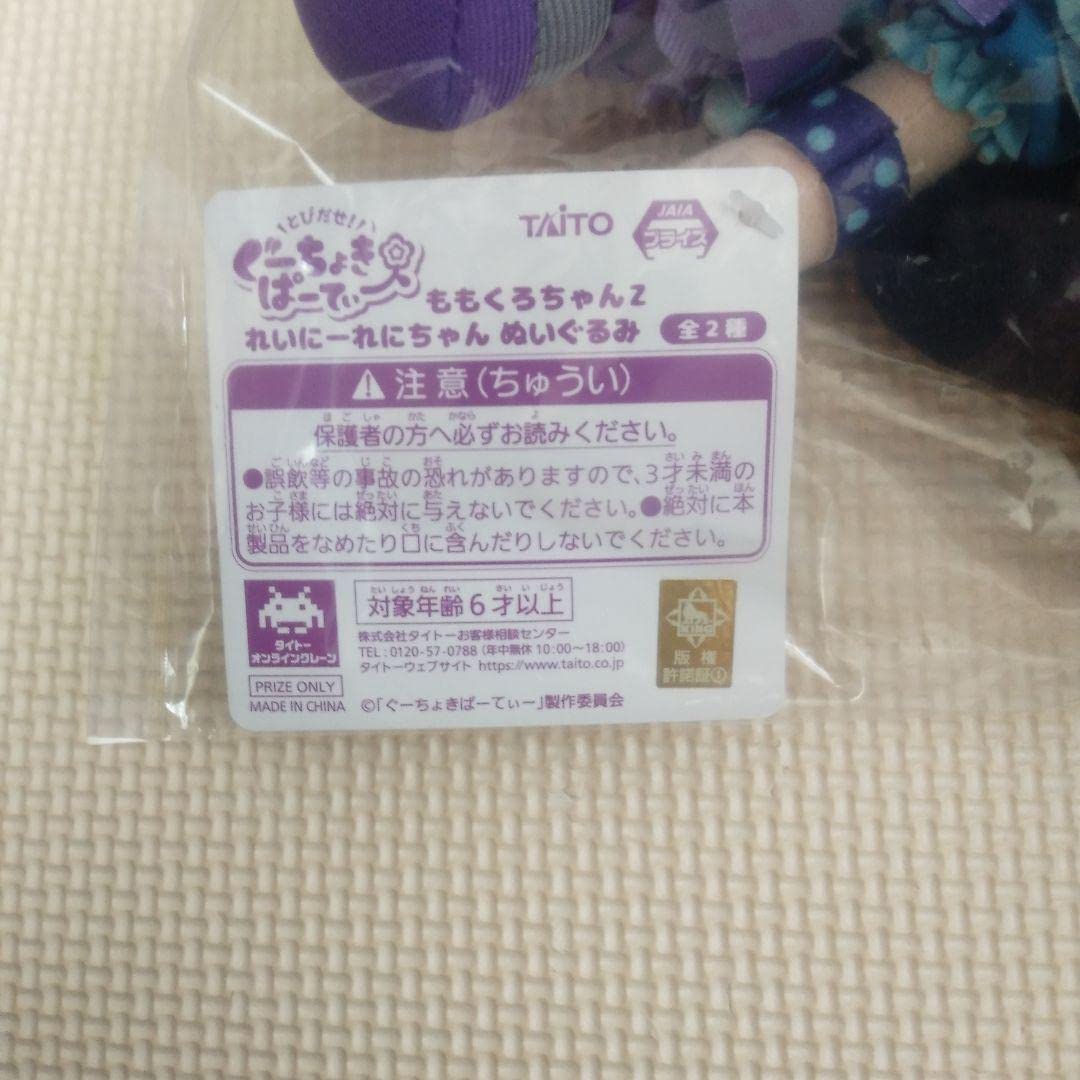 とびだせ!
ぐーちょき
ぱーてぃー
TAITO
JAIA
プライズ
ももくろちゃんZ
れいにーれにちゃん ぬいぐるみ 全2種
⚠注意(ちゅうい)
保護者の方へ必ずお読みください。
●誤飲等の事故の恐れがありますので、3才未満の
お子様には絶対に与えないでください。●絶対に本
製品をなめたり口に含んだりしないでください。
タイトー
オンラインクレーン
対象年齢6才以上
株式会社タイトーお客様相談センター
TEL:0120-57-0788(年中無休10:00~18:00)
タイトーウェブサイト https://www.taito.co.jp
PRIZE ONLY
MADE IN CHINA
©「ぐーちょきぱーてぃー」製作委員会
KING
版権
許諾証①